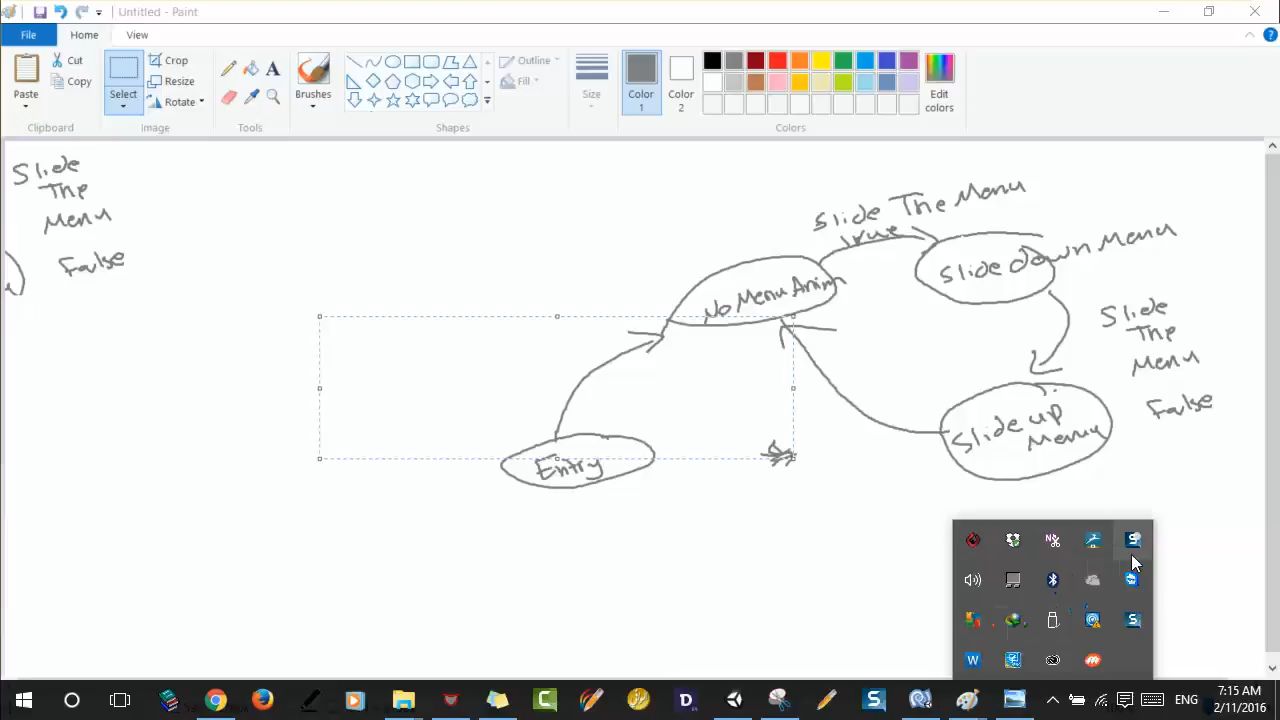 Untitled - Paint
File
Home
View
Paste
Cut
Copy
Clipboard
Select
Crop
Resize
Rotate
Image
Tools
Brushes
Shapes
Outline
Fill
Size
Color
1
Color
2
Edit
colors
Colors
Slide
The
Menu
False
Slide The Menu
True
No Menu Anim
Slide down Menu
Slide
The
Menu
False
Slide up
Menu
Entry
ENG
7:15 AM
2/11/2016